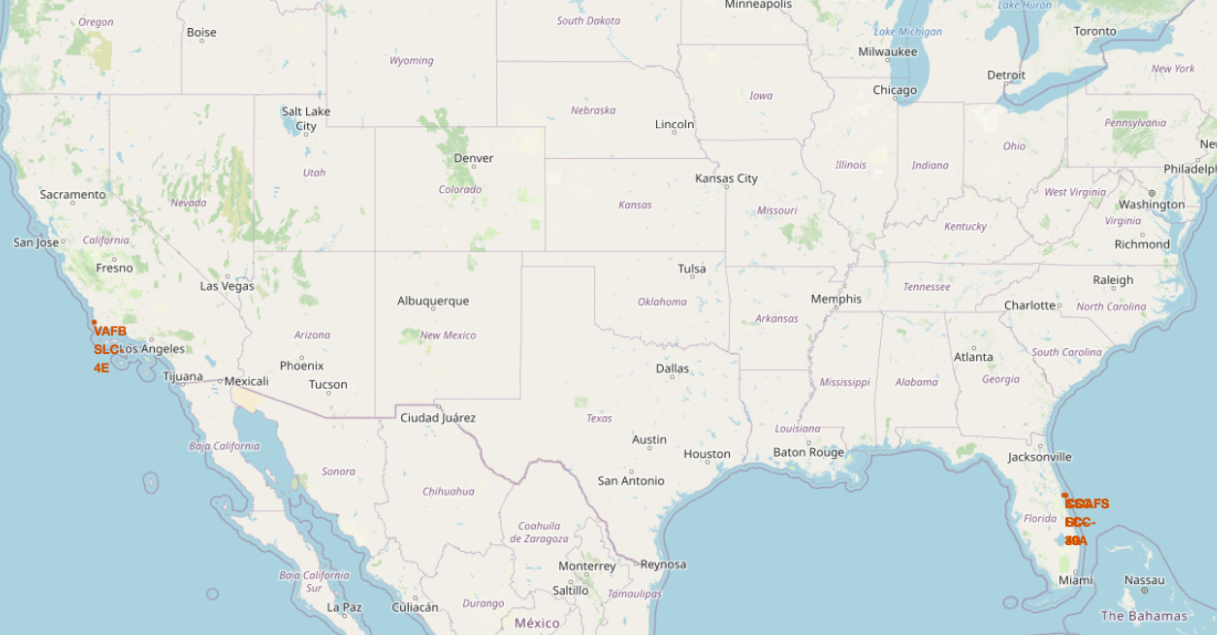 Minneapolis
Lake Huron
Oregon
South Dakota
Boise
Lake Michigan
Toronto
Milwaukee
Wyoming
Detroit
New York
Chicago
Iowa
Nebraska
Salt Lake
City
Lincoln
Pennsylvania
Ohio
Denver
Illinois
Indiana
Utah
Kansas City
Colorado
Philadelph
Sacramento
West Virginia
Nevada
Kansas
Missouri
Washington
Virginia
Kentucky
San Jose
California
Richmond
Fresno
Tulsa
Las Vegas
Tennessee
Raleigh
Albuquerque
Oklahoma
Memphis
Charlotte
North Carolina
Arkansas
VAFB
SLC-
4E
Los Angeles
Arizona
New Mexico
South Carolina
Atlanta
Phoenix
Dallas
Tijuana
Mexicali
Tucson
Mississippi
Alabama
Georgia
Ciudad Juárez
Texas
Louisiana
Baja California
Austin
Houston
Baton Rouge
Jacksonville
Sonora
San Antonio
Chihuahua
Florida
Coahuila
de Zaragoza
Monterrey
Reynosa
Baja California
Sur
Miami
Nassau
Saltillo
Durango
Tamaulipas
La Paz
Culiacán
The Bahamas
México